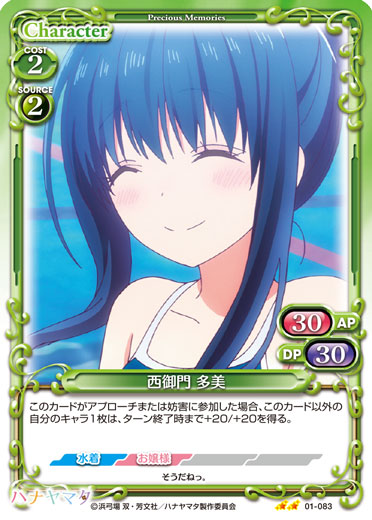 Precious Memories
Character
COST
2
SOURCE
2
30 AP
DP 30
西御門 多美
このカードがアプローチまたは妨害に参加した場合、このカード以外の
自分のキャラ1枚は、ターン終了時まで+20/+20を得る。
水着 お嬢様
そうだねっ。
ハナヤマタ
©浜弓場 双・芳文社/ハナヤマタ製作委員会
01-083